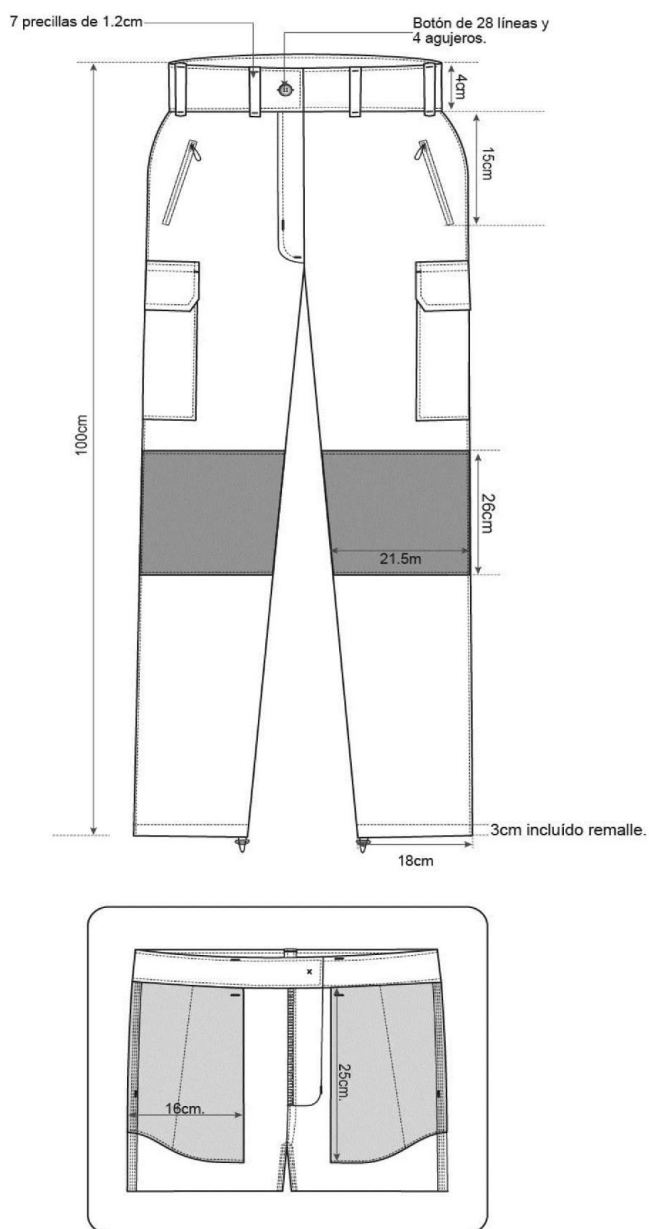 7 precillas de 1.2cm
Botón de 28 líneas y
4 agujeros.
4cm
15cm
100cm
26cm
21.5m
3cm incluído remalle.
18cm
16cm.
25cm.